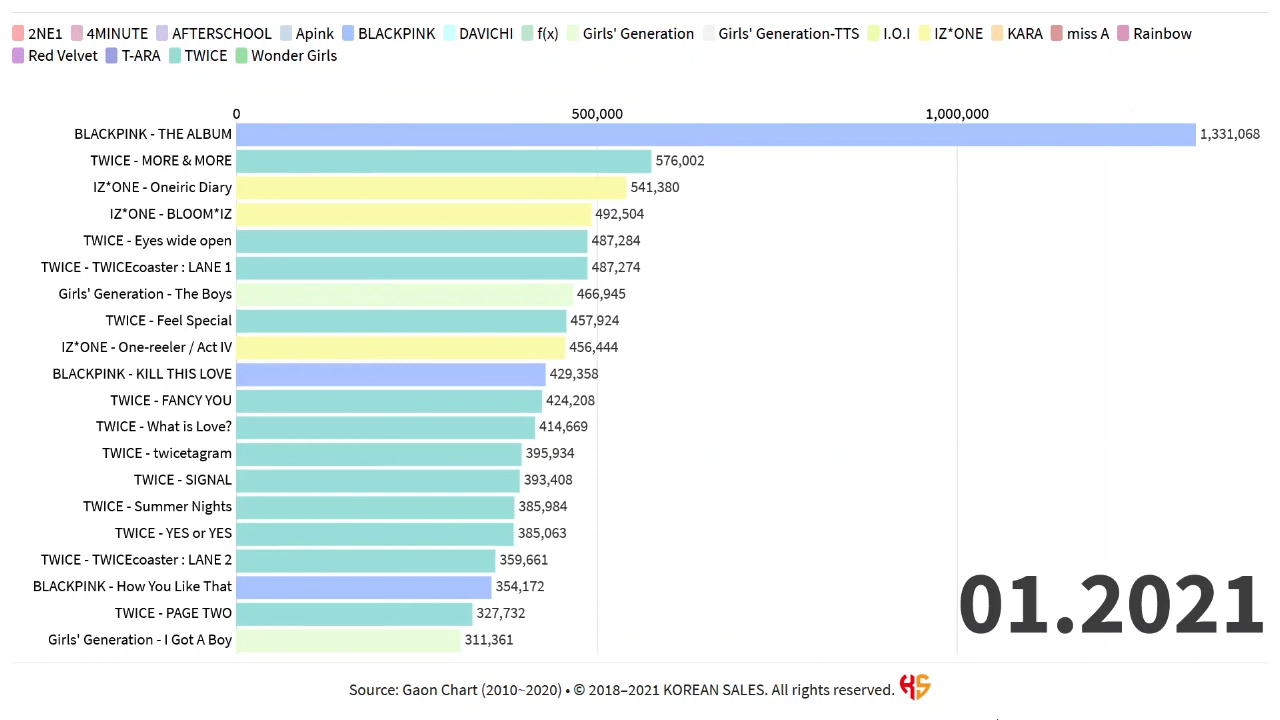 2NE1 4MINUTE AFTERSCHOOL Apink BLACKPINK DAVICHI f(x) Girls' Generation Girls' Generation-TTS I.O.I IZ*ONE KARA miss A Rainbow
Red Velvet T-ARA TWICE Wonder Girls
0 500,000 1,000,000
BLACKPINK - THE ALBUM 1,331,068
TWICE - MORE & MORE 576,002
IZ*ONE - Oneiric Diary 541,380
IZ*ONE - BLOOM*IZ 492,504
TWICE - Eyes wide open 487,284
TWICE - TWICEcoaster : LANE 1 487,274
Girls' Generation - The Boys 466,945
TWICE - Feel Special 457,924
IZ*ONE - One-reeler / Act IV 456,444
BLACKPINK - KILL THIS LOVE 429,358
TWICE - FANCY YOU 424,208
TWICE - What is Love? 414,669
TWICE - twicetagram 395,934
TWICE - SIGNAL 393,408
TWICE - Summer Nights 385,984
TWICE - YES or YES 385,063
TWICE - TWICEcoaster : LANE 2 359,661
BLACKPINK - How You Like That 354,172
TWICE - PAGE TWO 327,732
Girls' Generation - I Got A Boy 311,361
01.2021
Source: Gaon Chart (2010~2020) • © 2018–2021 KOREAN SALES. All rights reserved. KS